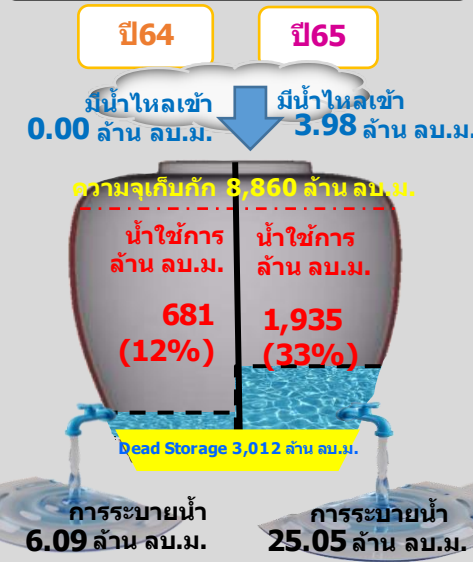 ปี64
ปี65
มีน้ำไหลเข้า
0.00 ล้าน ลบ.ม.
มีน้ำไหลเข้า
3.98 ล้าน ลบ.ม.
ความจุเก็บกัก 8,860 ล้าน ลบ.ม.
น้ำใช้การ
ล้าน ลบ.ม.
681
(12%)
น้ำใช้การ
ล้าน ลบ.ม.
1,935
(33%)
Dead Storage 3,012 ล้าน ลบ.ม.
การระบายน้ำ
6.09 ล้าน ลบ.ม.
การระบายน้ำ
25.05 ล้าน ลบ.ม.